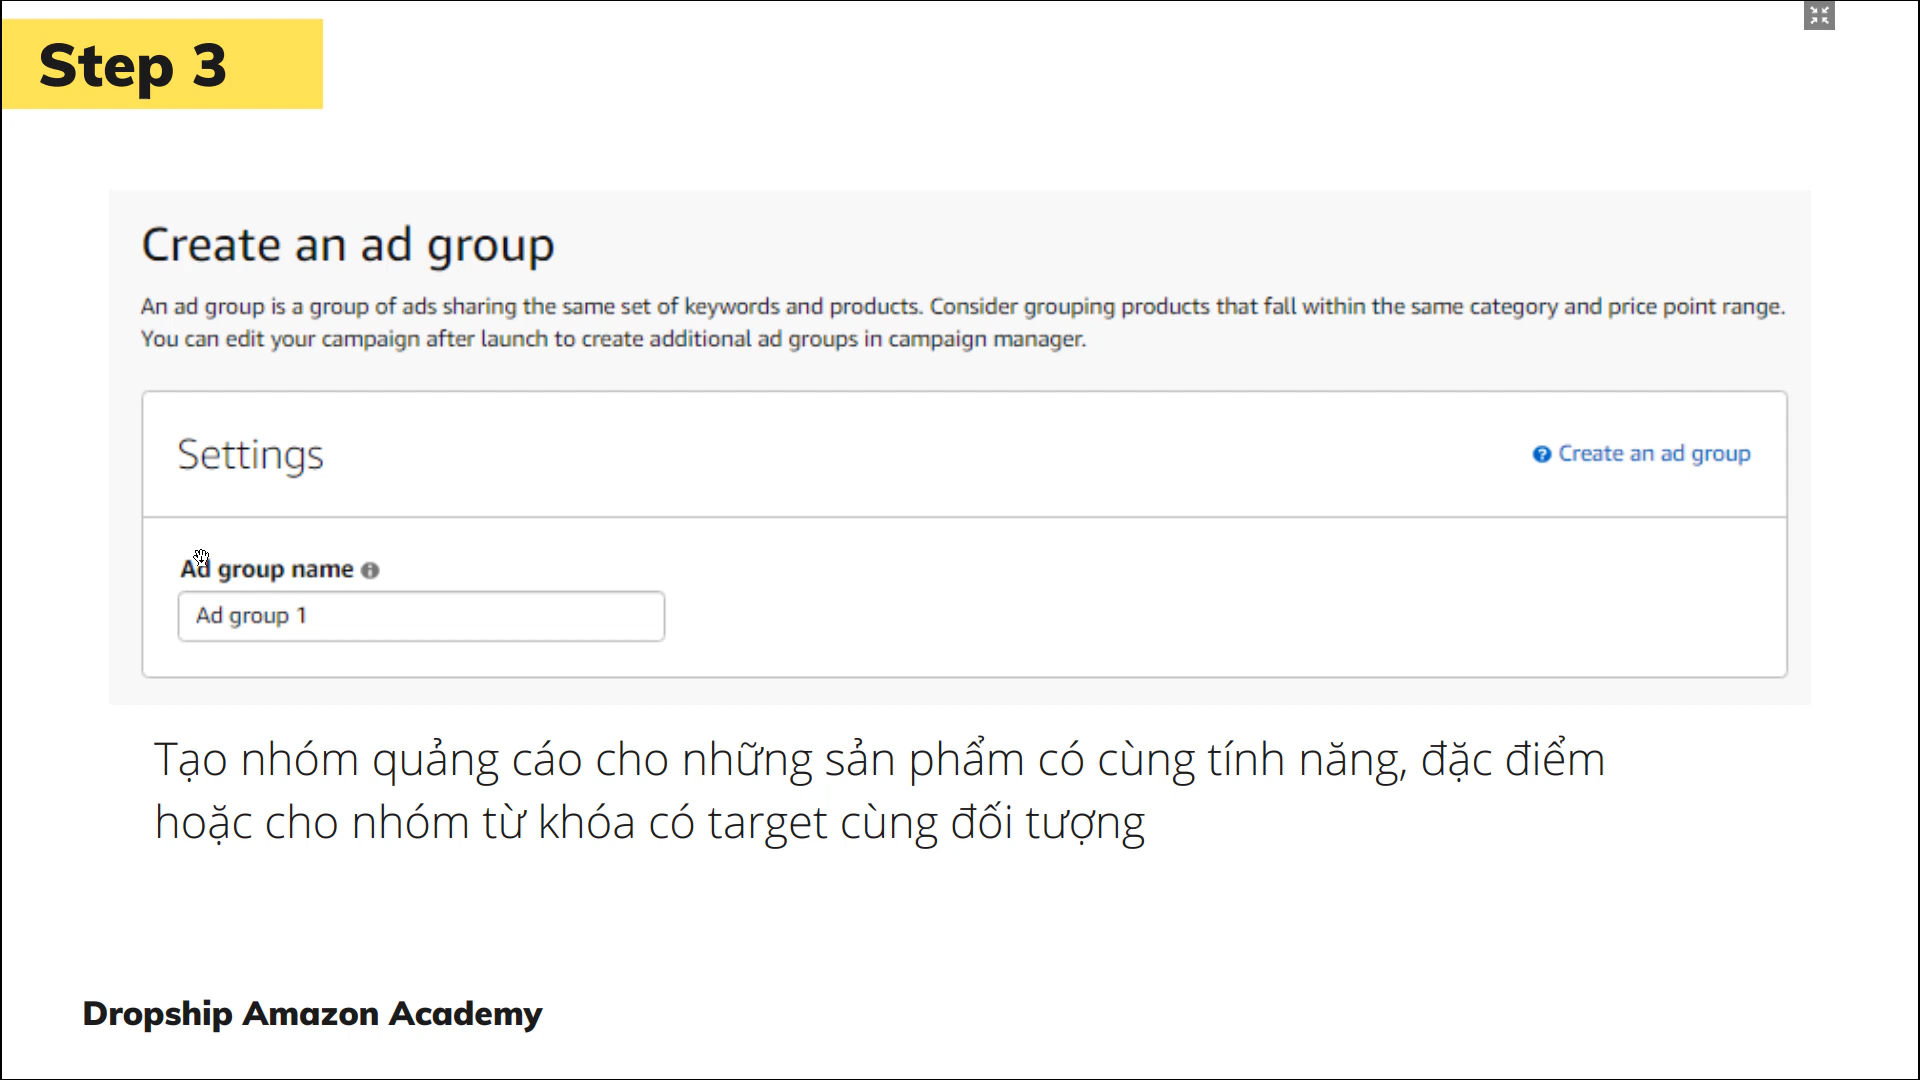 Step 3
Create an ad group
An ad group is a group of ads sharing the same set of keywords and products. Consider grouping products that fall within the same category and price point range.
You can edit your campaign after launch to create additional ad groups in campaign manager.
Settings
Create an ad group
Ad group name
Ad group 1
Tạo nhóm quảng cáo cho những sản phẩm có cùng tính năng, đặc điểm
hoặc cho nhóm từ khóa có target cùng đối tượng
Dropship Amazon Academy